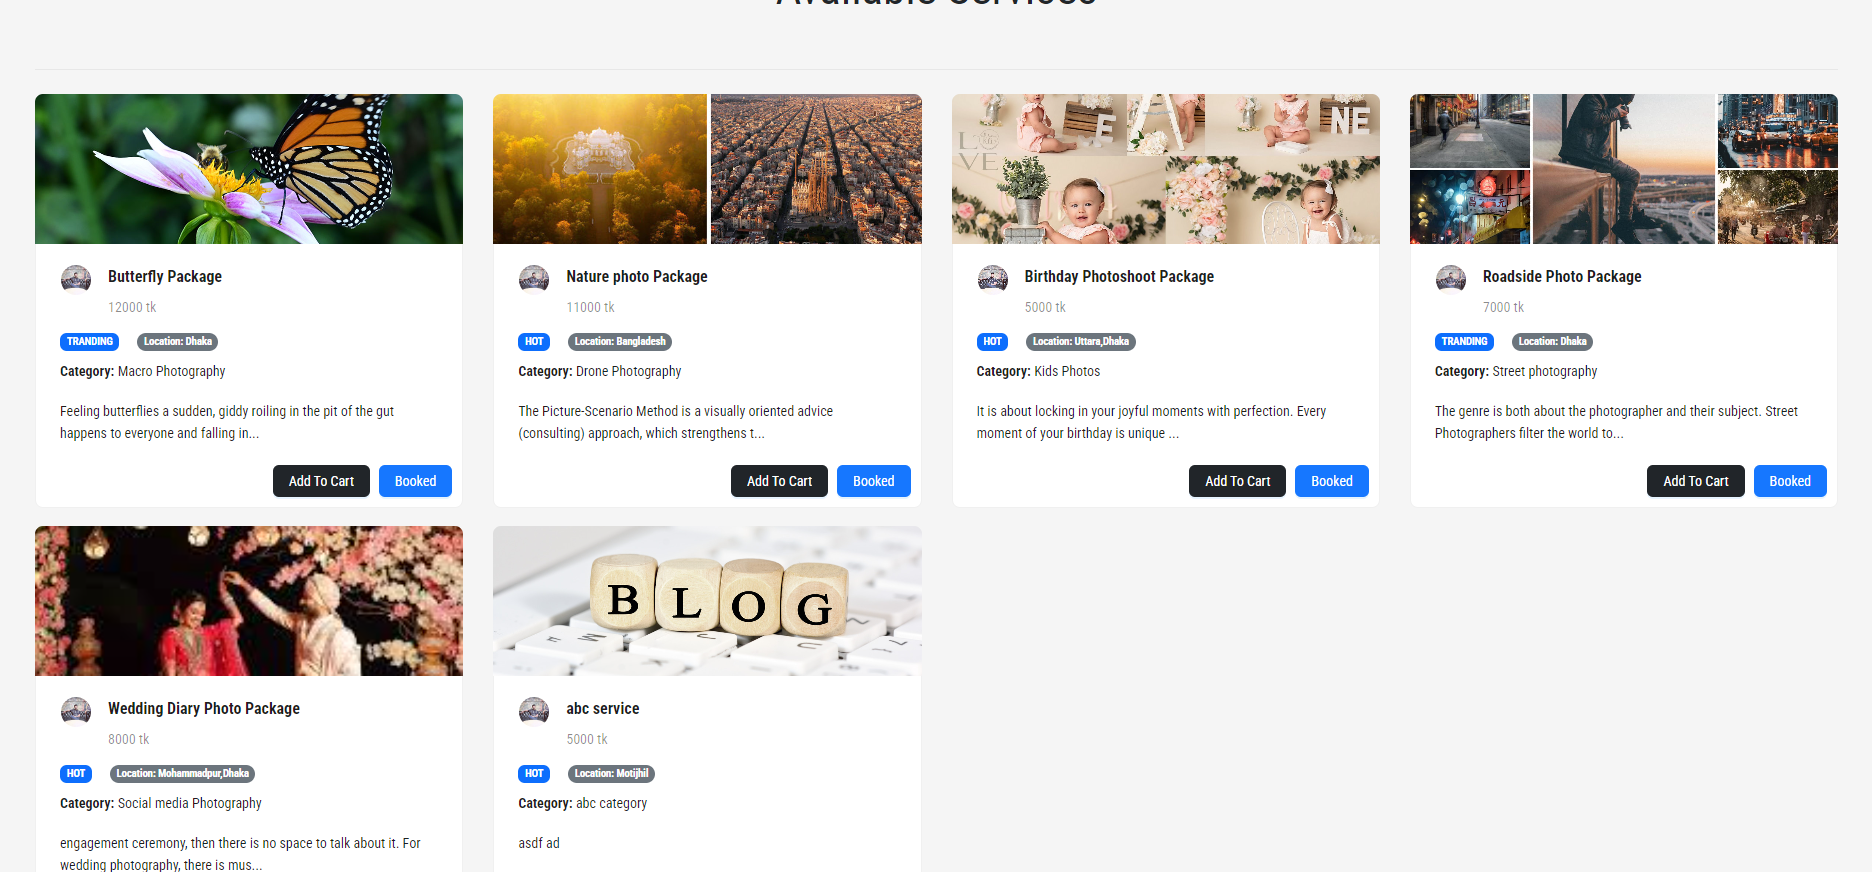 Available Services
LOVE
E
A
NE
Butterfly Package
12000 tk
TRANDING Location: Dhaka
Category: Macro Photography
Feeling butterflies a sudden, giddy roiling in the pit of the gut
happens to everyone and falling in...
Add To Cart Booked
Nature photo Package
11000 tk
HOT Location: Bangladesh
Category: Drone Photography
The Picture-Scenario Method is a visually oriented advice
(consulting) approach, which strengthens t...
Add To Cart Booked
Birthday Photoshoot Package
5000 tk
HOT Location: Uttara,Dhaka
Category: Kids Photos
It is about locking in your joyful moments with perfection. Every
moment of your birthday is unique ...
Add To Cart Booked
Roadside Photo Package
7000 tk
TRANDING Location: Dhaka
Category: Street photography
The genre is both about the photographer and their subject. Street
Photographers filter the world to...
Add To Cart Booked
Wedding Diary Photo Package
8000 tk
HOT Location: Mohammadpur,Dhaka
Category: Social media Photography
engagement ceremony, then there is no space to talk about it. For
wedding photography, there is mus...
BLOG
abc service
5000 tk
HOT Location: Motijhil
Category: abc category
asdf ad